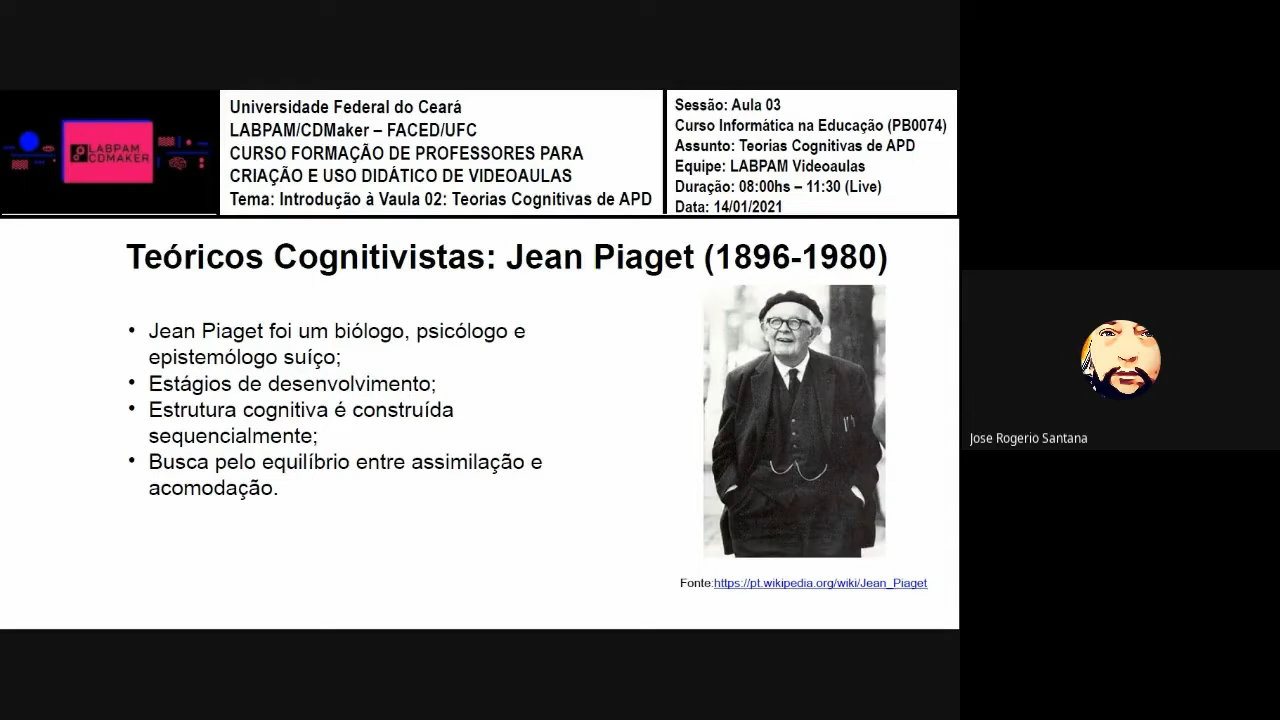 LABPAM
CDMAKER
Universidade Federal do Ceará
LABPAM/CDMaker – FACED/UFC
CURSO FORMAÇÃO DE PROFESSORES PARA
CRIAÇÃO E USO DIDÁTICO DE VIDEOAULAS
Tema: Introdução à Vaula 02: Teorias Cognitivas de APD
Sessão: Aula 03
Curso Informática na Educação (PB0074)
Assunto: Teorias Cognitivas de APD
Equipe: LABPAM Videoaulas
Duração: 08:00hs – 11:30 (Live)
Data: 14/01/2021
Teóricos Cognitivistas: Jean Piaget (1896-1980)
• Jean Piaget foi um biólogo, psicólogo e
epistemólogo suíço;
• Estágios de desenvolvimento;
• Estrutura cognitiva é construída
sequencialmente;
• Busca pelo equilíbrio entre assimilação e
acomodação.
Fonte:https://pt.wikipedia.org/wiki/Jean_Piaget
Jose Rogerio Santana